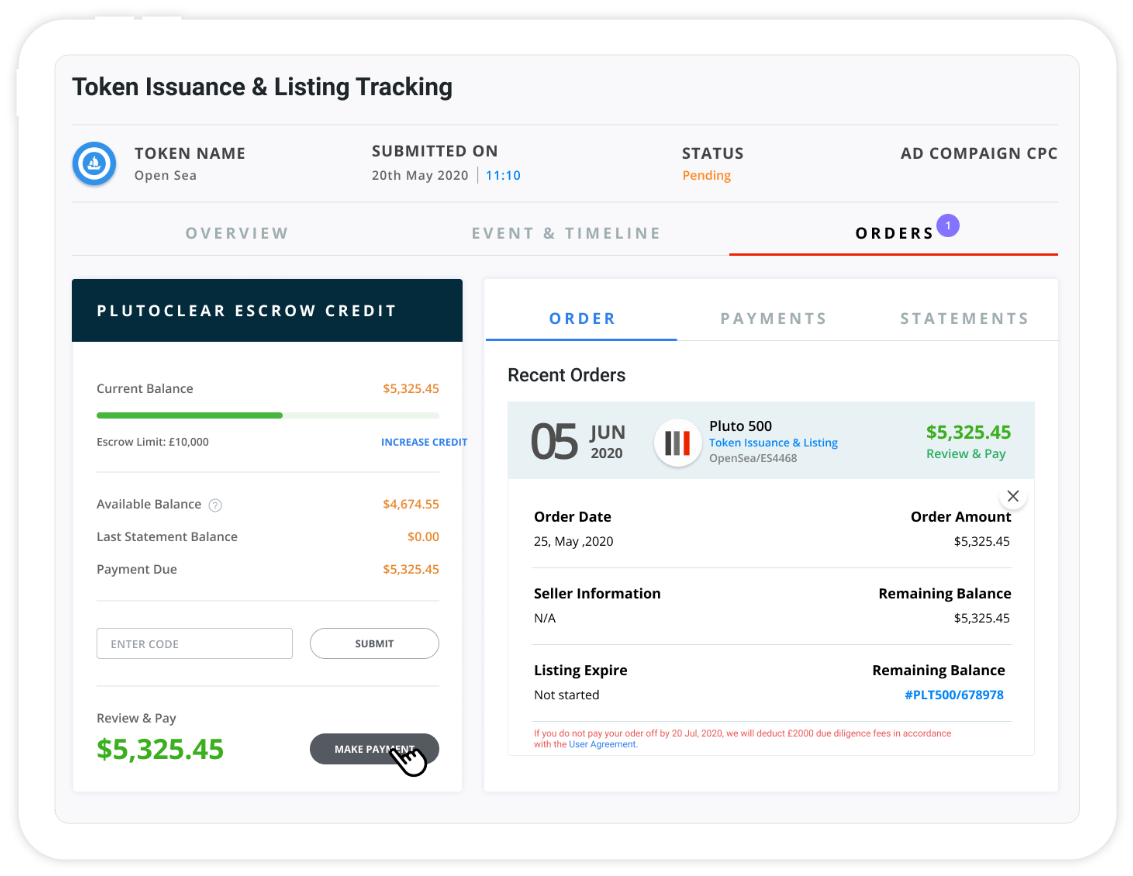 Token Issuance & Listing Tracking
TOKEN NAME
Open Sea
SUBMITTED ON
20th May 2020 | 11:10
STATUS
Pending
AD COMPAIGN CPC
OVERVIEW
EVENT & TIMELINE
ORDERS
1
PLUTOCLEAR ESCROW CREDIT
Current Balance
$5,325.45
Escrow Limit: £10,000
INCREASE CREDIT
Available Balance ?
$4,674.55
Last Statement Balance
$0.00
Payment Due
$5,325.45
ENTER CODE
SUBMIT
Review & Pay
$5,325.45
MAKE PAYMENT
ORDER
PAYMENTS
STATEMENTS
Recent Orders
05
JUN
2020
Pluto 500
Token Issuance & Listing
OpenSea/ES4468
$5,325.45
Review & Pay
Order Date
25, May ,2020
Order Amount
$5,325.45
Seller Information
N/A
Remaining Balance
$5,325.45
Listing Expire
Not started
Remaining Balance
#PLT500/678978
If you do not pay your oder off by 20 Jul, 2020, we will deduct £2000 due diligence fees in accordance
with the User Agreement.